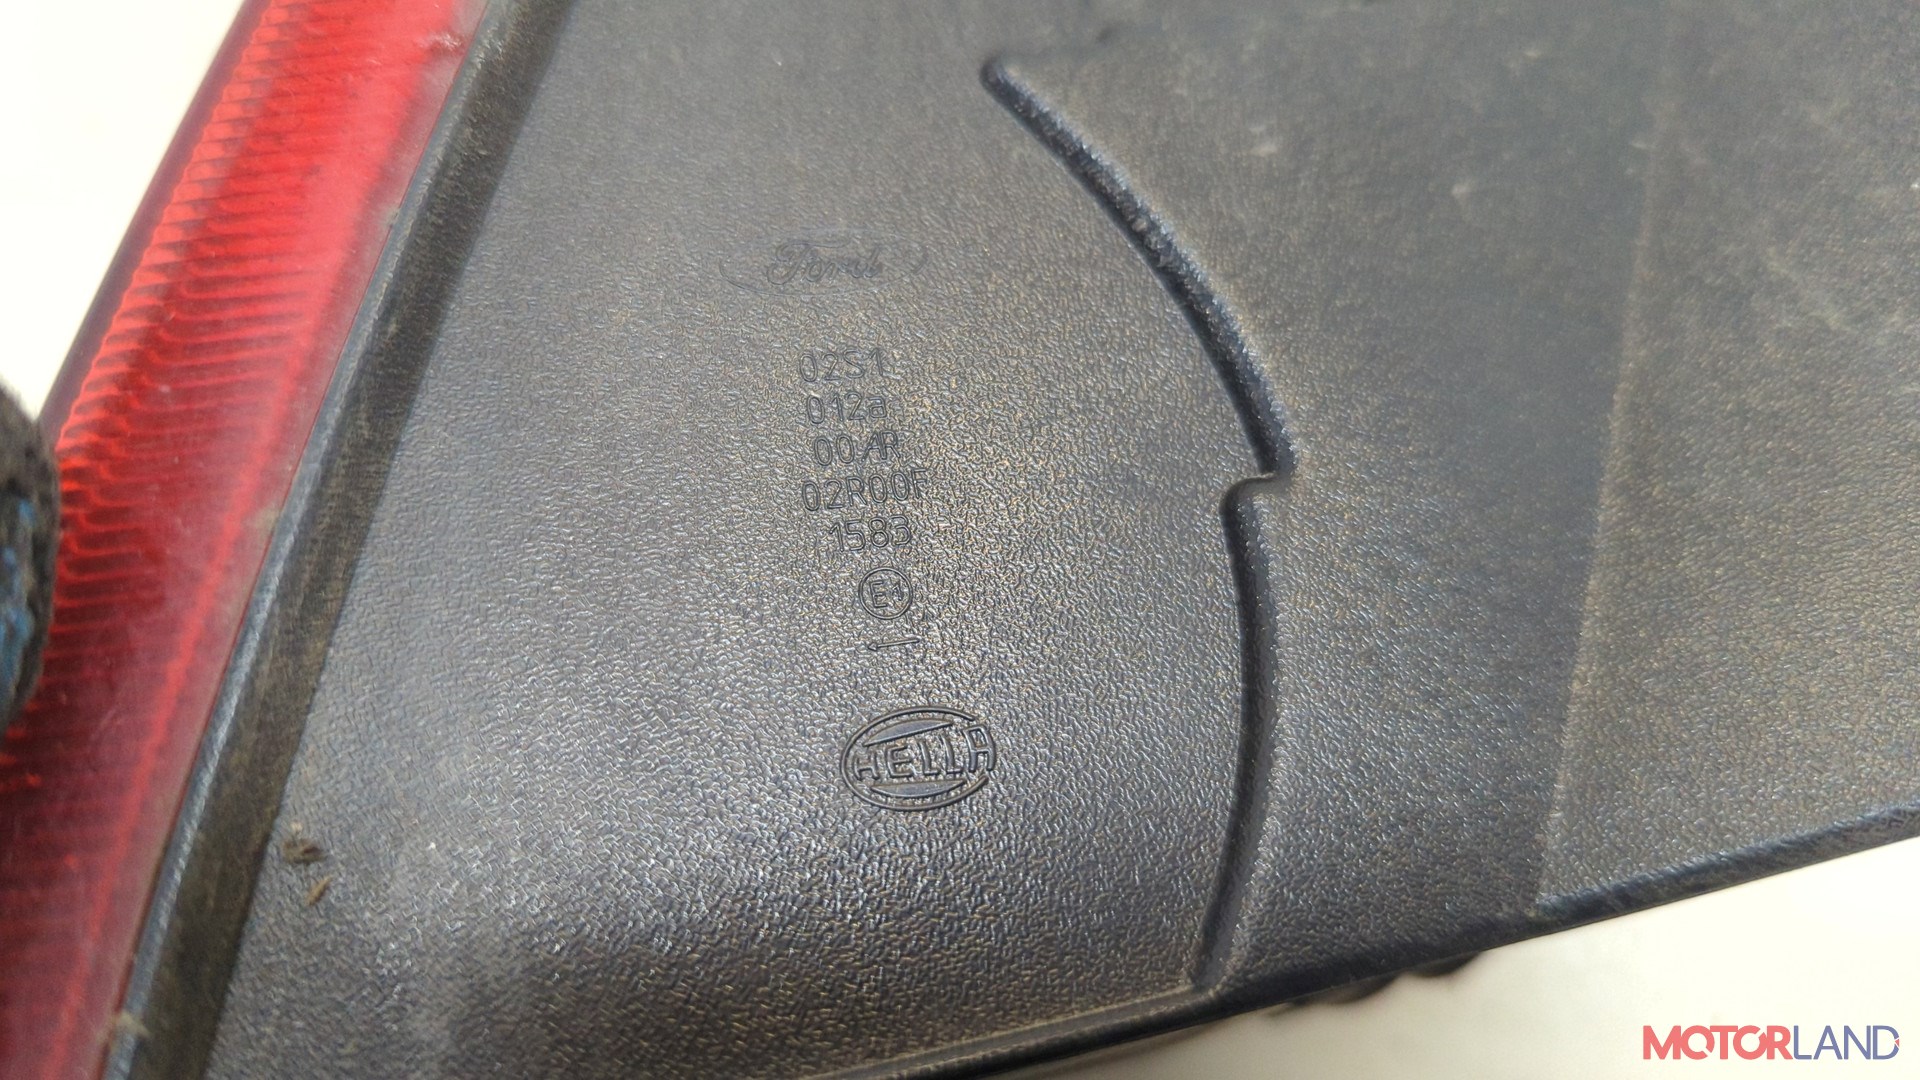 Ford
02S1
012a
00AR
02R00F
1583
E1
HELLA
MOTORLAND